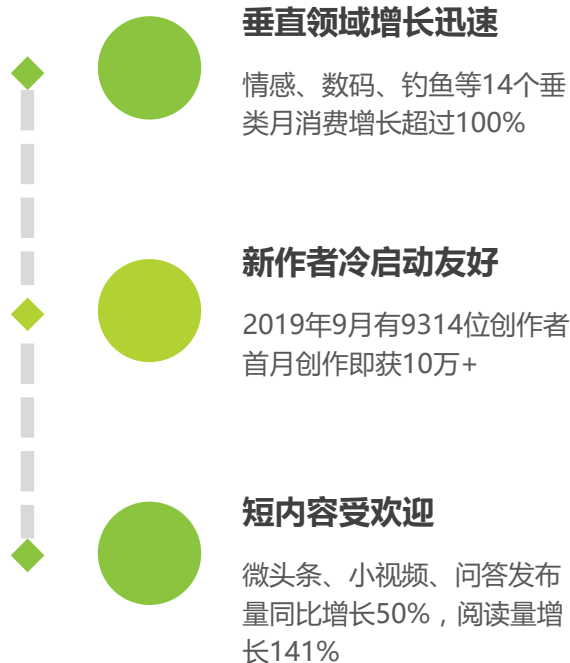 垂直领域增长迅速
情感、数码、钓鱼等14个垂
类月消费增长超过100%
新作者冷启动友好
2019年9月有9314位创作者
首月创作即获10万+
短内容受欢迎
微头条、小视频、问答发布
量同比增长50%，阅读量增
长141%